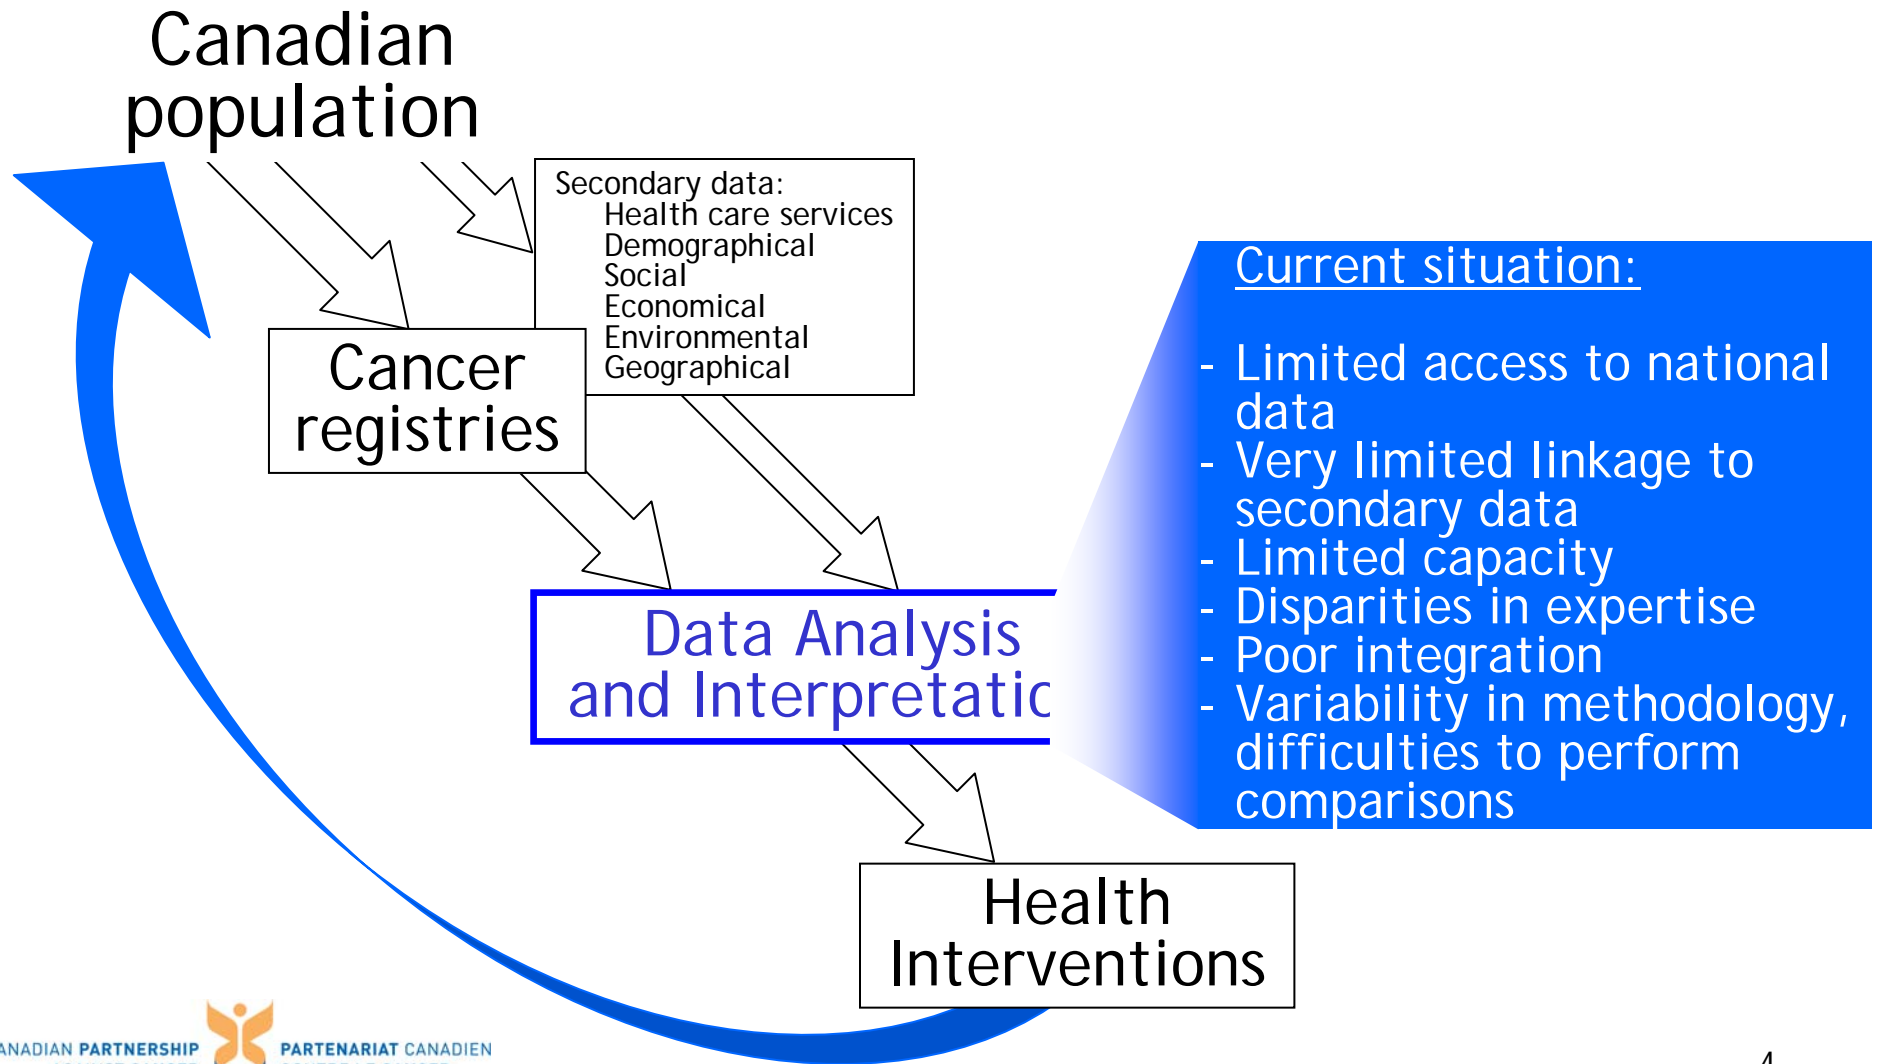 Canadian
population
Secondary data:
Health care services
Demographical
Social
Economical
Environmental
Geographical
Cancer
registries
Current situation:
- Limited access to national
data
- Very limited linkage to
secondary data
- Limited capacity
- Disparities in expertise
- Poor integration
- Variability in methodology,
difficulties to perform
comparisons
Data Analysis
and Interpretatio
Health
Interventions
ANADIAN PARTNERSHIP
PARTENARIAT CANADIEN
4